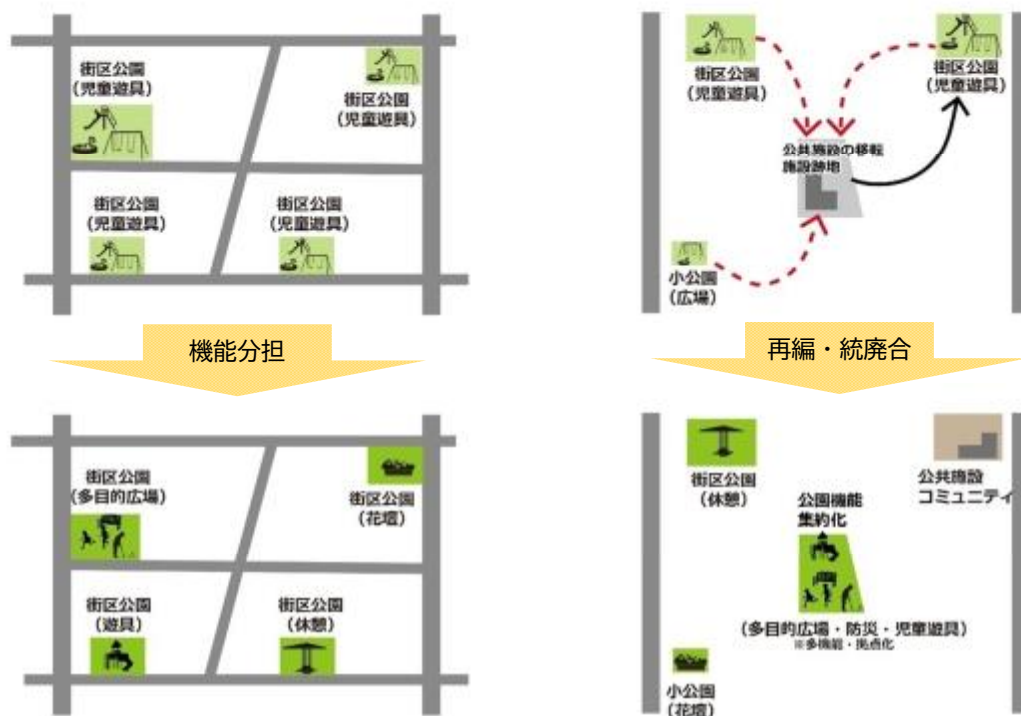 街区公園
(児童遊具)
街区公園
(児童遊具)
街区公園
(児童遊具)
街区公園
(児童遊具)
機能分担
街区公園
(多目的広場)
街区公園
(花壇)
街区公園
(遊具)
街区公園
(休憩)
街区公園
(児童遊具)
街区公園
(児童遊具)
公共施設の移転
施設跡地
小公園
(広場)
再編・統廃合
街区公園
(休憩)
公共施設
コミュニティ
公園機能
集約化
(多目的広場・防災・児童遊具)
※多機能・拠点化
小公園
(花壇)